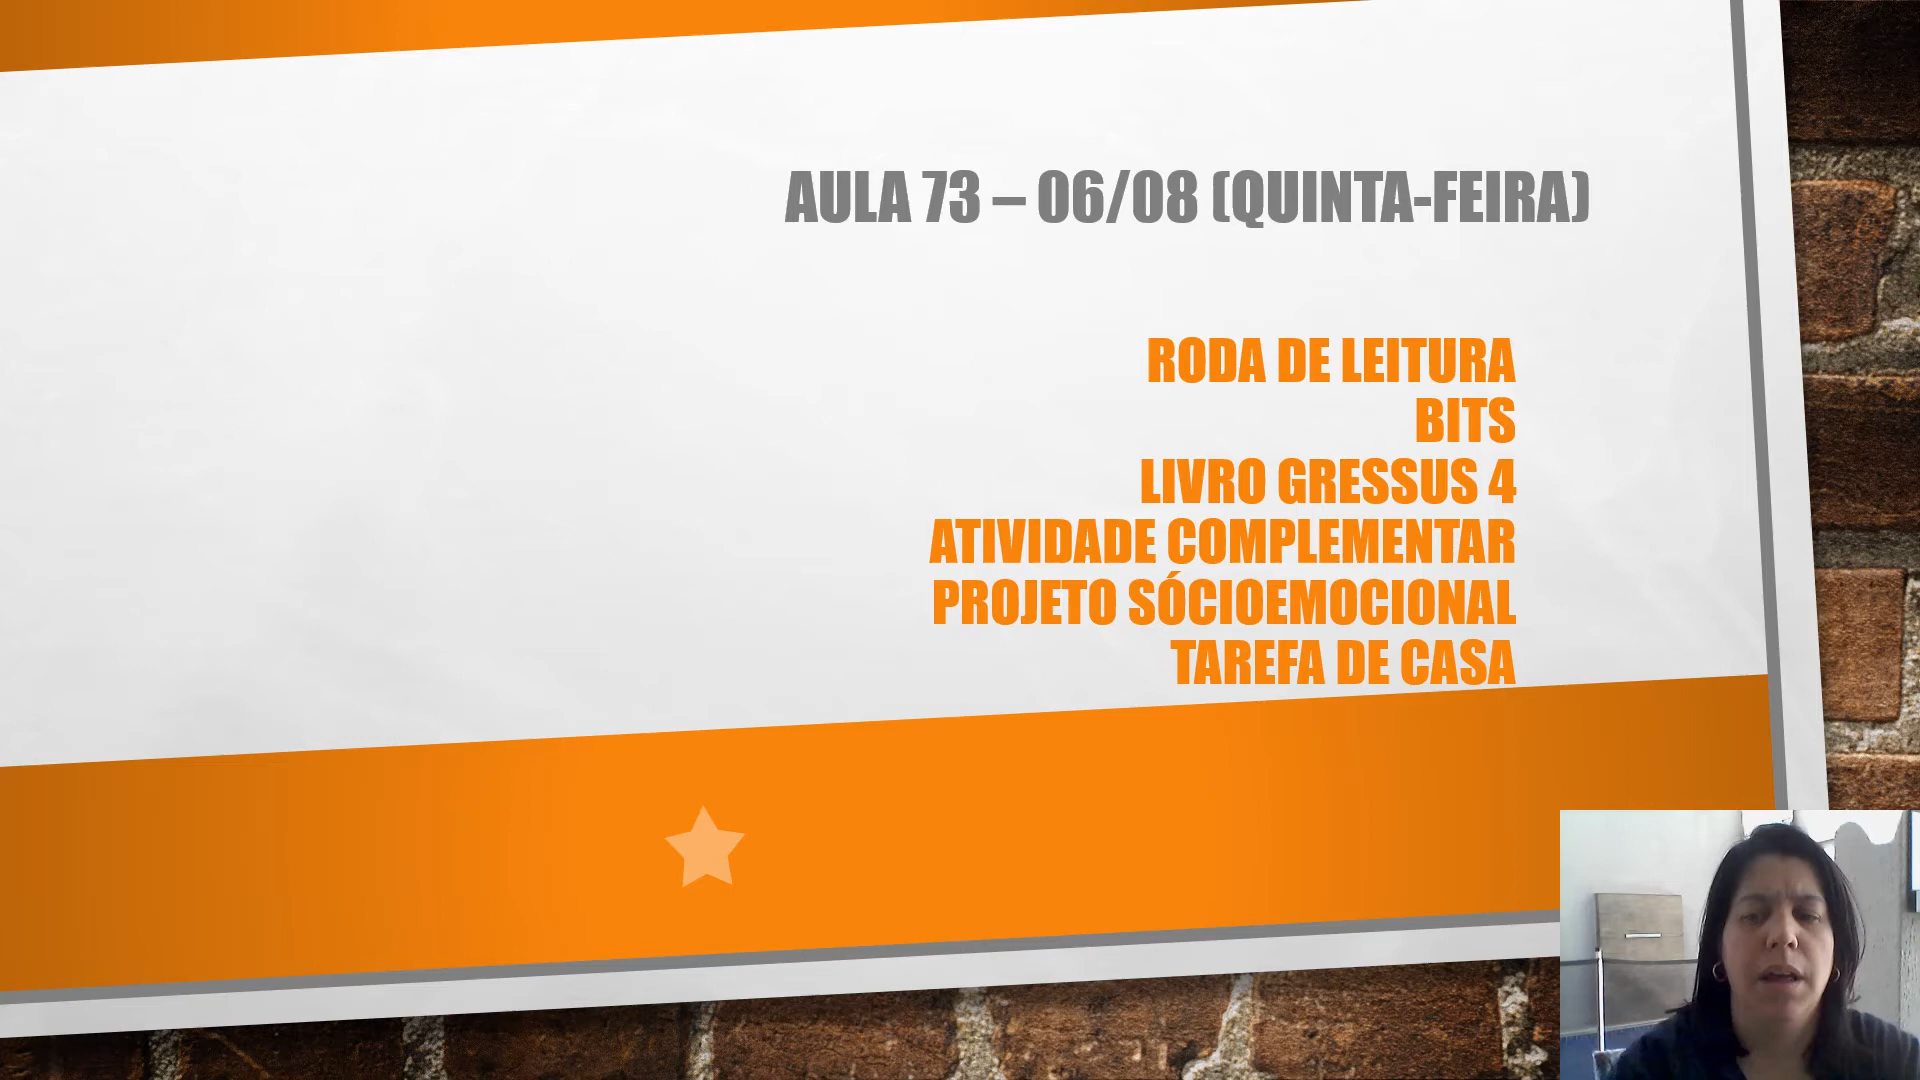 AULA 73 – 06/08 (QUINTA-FEIRA)
RODA DE LEITURA
BITS
LIVRO GRESSUS 4
ATIVIDADE COMPLEMENTAR
PROJETO SÓCIOEMOCIONAL
TAREFA DE CASA